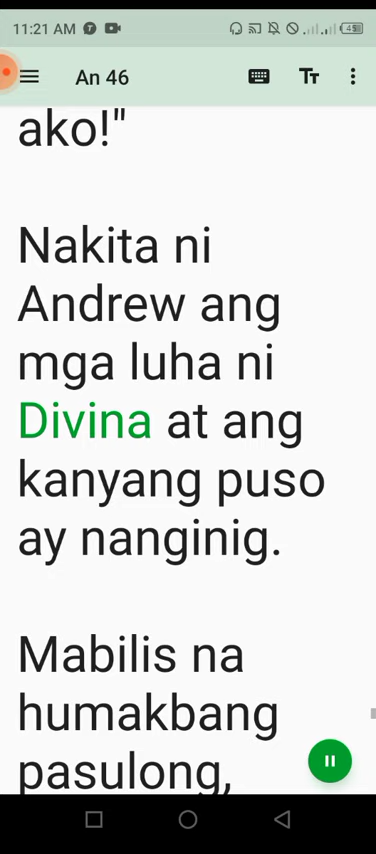 11:21 AM
45
An 46
ako!"
Nakita ni
Andrew ang
mga luha ni
Divina at ang
kanyang puso
ay nanginig.
Mabilis na
humakbang
pasulong,